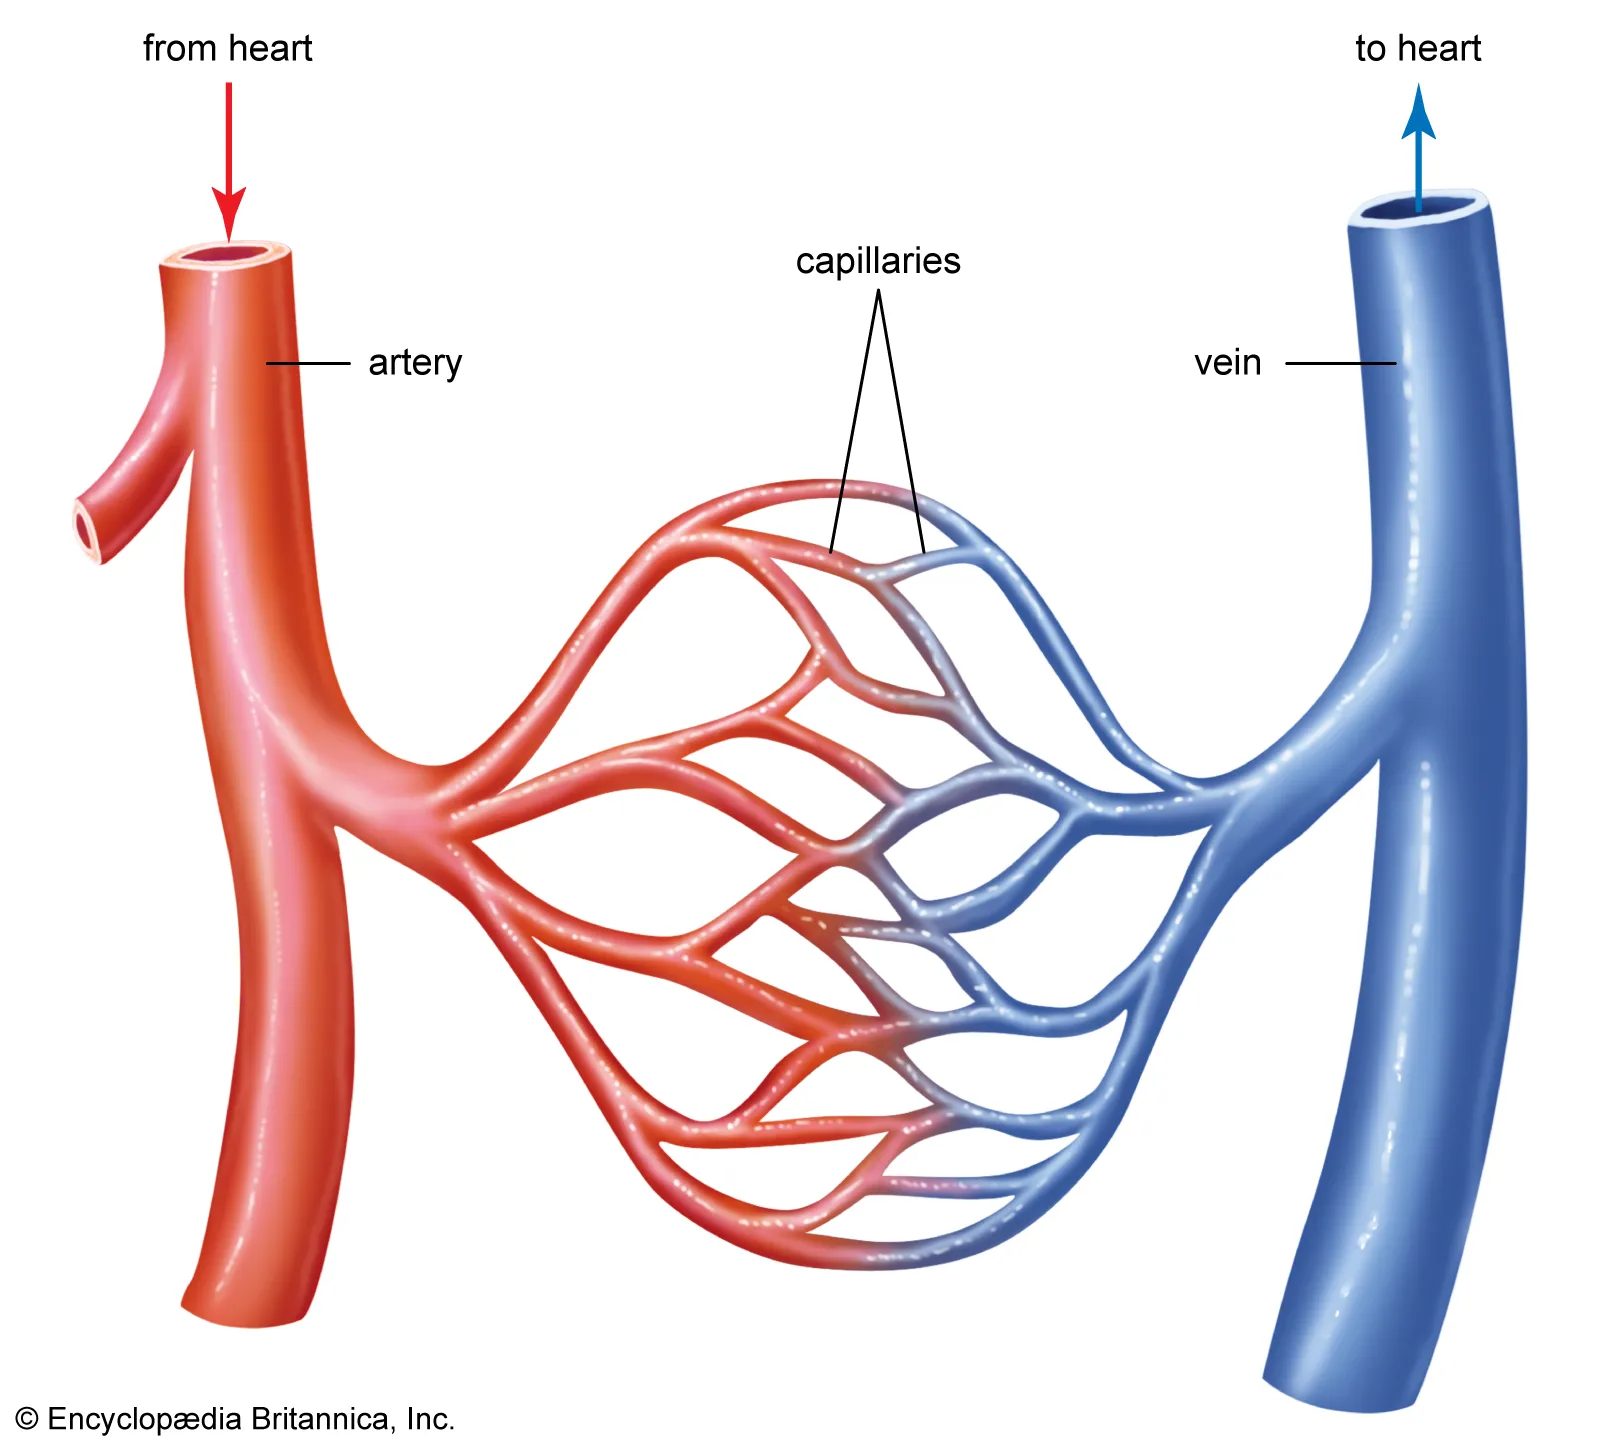 from heart
to heart
capillaries
artery
vein
© Encyclopædia Britannica, Inc.